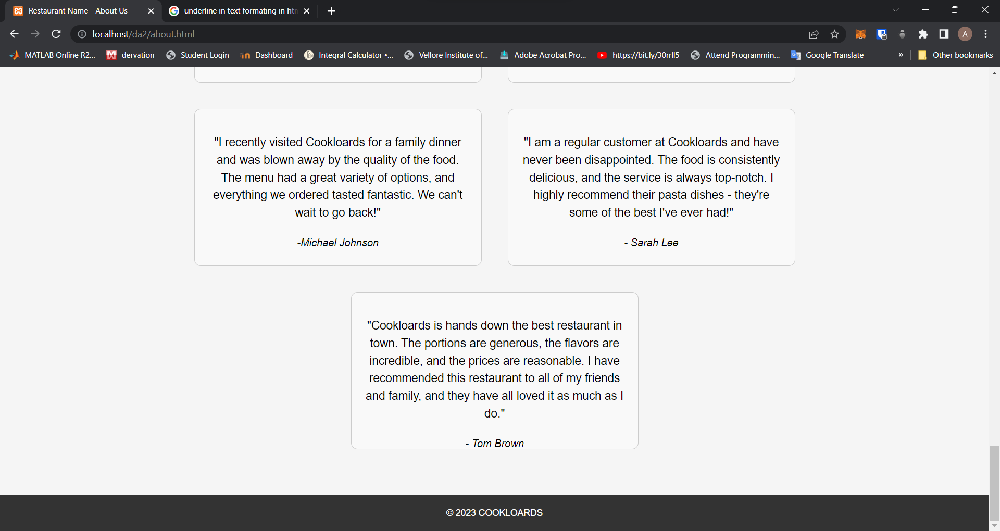 Restaurant Name - About Us
underline in text formating in htm
localhost/da2/about.html
A
MATLAB Online R2...
dervation
Student Login
Dashboard
Integral Calculator •...
Vellore Institute of...
Adobe Acrobat Pro...
https://bit.ly/30rrlI5
Attend Programmin...
Google Translate
»
Other bookmarks
"I recently visited Cookloards for a family dinner
and was blown away by the quality of the food.
The menu had a great variety of options, and
everything we ordered tasted fantastic. We can't
wait to go back!"
-Michael Johnson
"I am a regular customer at Cookloards and have
never been disappointed. The food is consistently
delicious, and the service is always top-notch. I
highly recommend their pasta dishes - they're
some of the best I've ever had!"
- Sarah Lee
"Cookloards is hands down the best restaurant in
town. The portions are generous, the flavors are
incredible, and the prices are reasonable. I have
recommended this restaurant to all of my friends
and family, and they have all loved it as much as I
do."
- Tom Brown
© 2023 COOKLOARDS